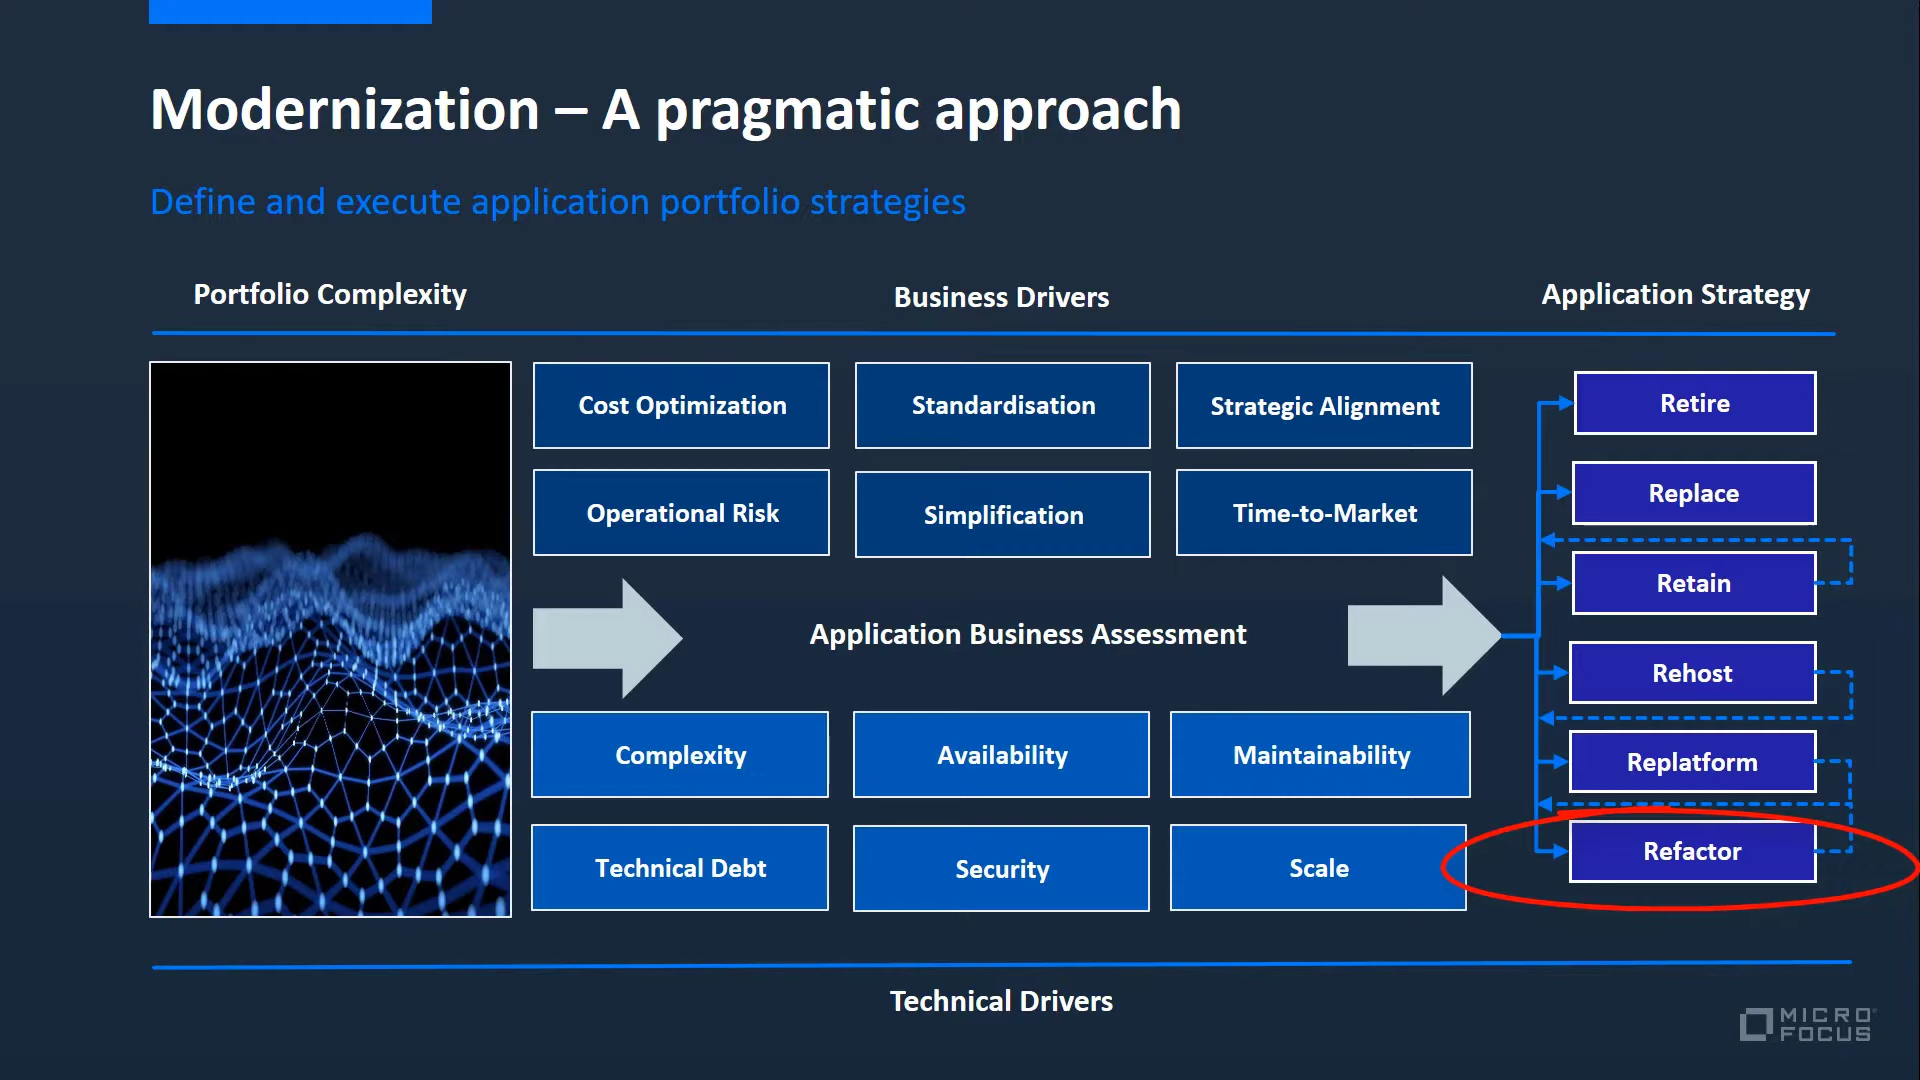 Modernization – A pragmatic approach
Define and execute application portfolio strategies
Portfolio Complexity
Business Drivers
Application Strategy
Cost Optimization
Standardisation
Strategic Alignment
Operational Risk
Simplification
Time-to-Market
Application Business Assessment
Complexity
Availability
Maintainability
Technical Debt
Security
Scale
Retire
Replace
Retain
Rehost
Replatform
Refactor
Technical Drivers
MICRO
FOCUS